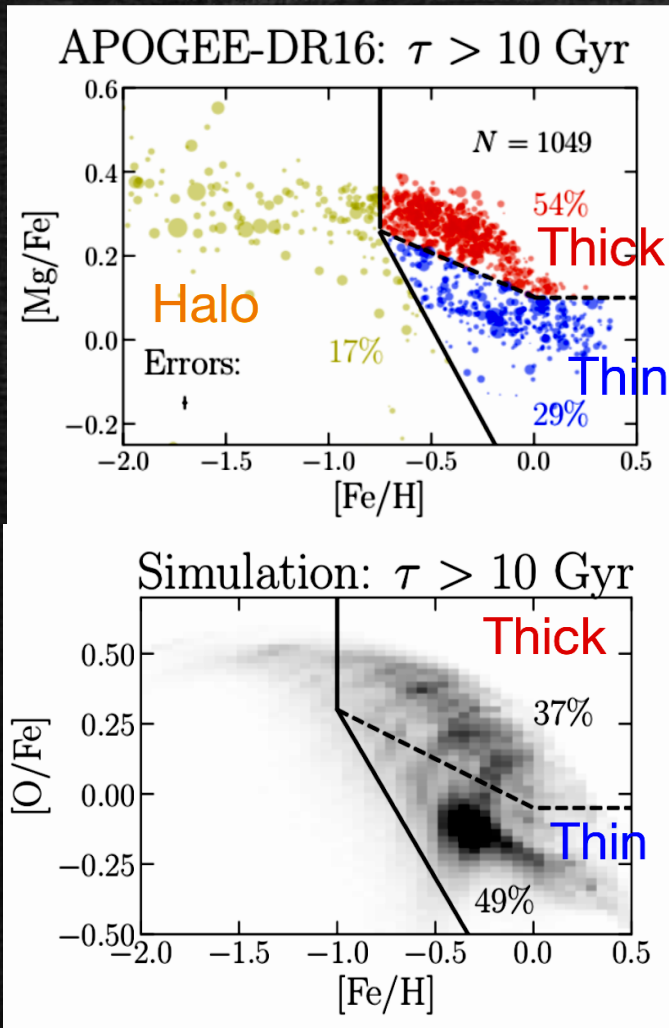 APOGEE-DR16: τ > 10 Gyr
0.6
N = 1049
0.4
54%
Thick
[Mg/Fe]
0.2
Halo
0.0
17%
Errors:
Thin
−0.2
29%
−2.0 −1.5 −1.0 −0.5 0.0 0.5
[Fe/H]
Simulation: τ > 10 Gyr
Thick
0.50
37%
0.25
[O/Fe]
0.00
Thin
−0.25
49%
−0.50
−2.0 −1.5 −1.0 −0.5 0.0 0.5
[Fe/H]